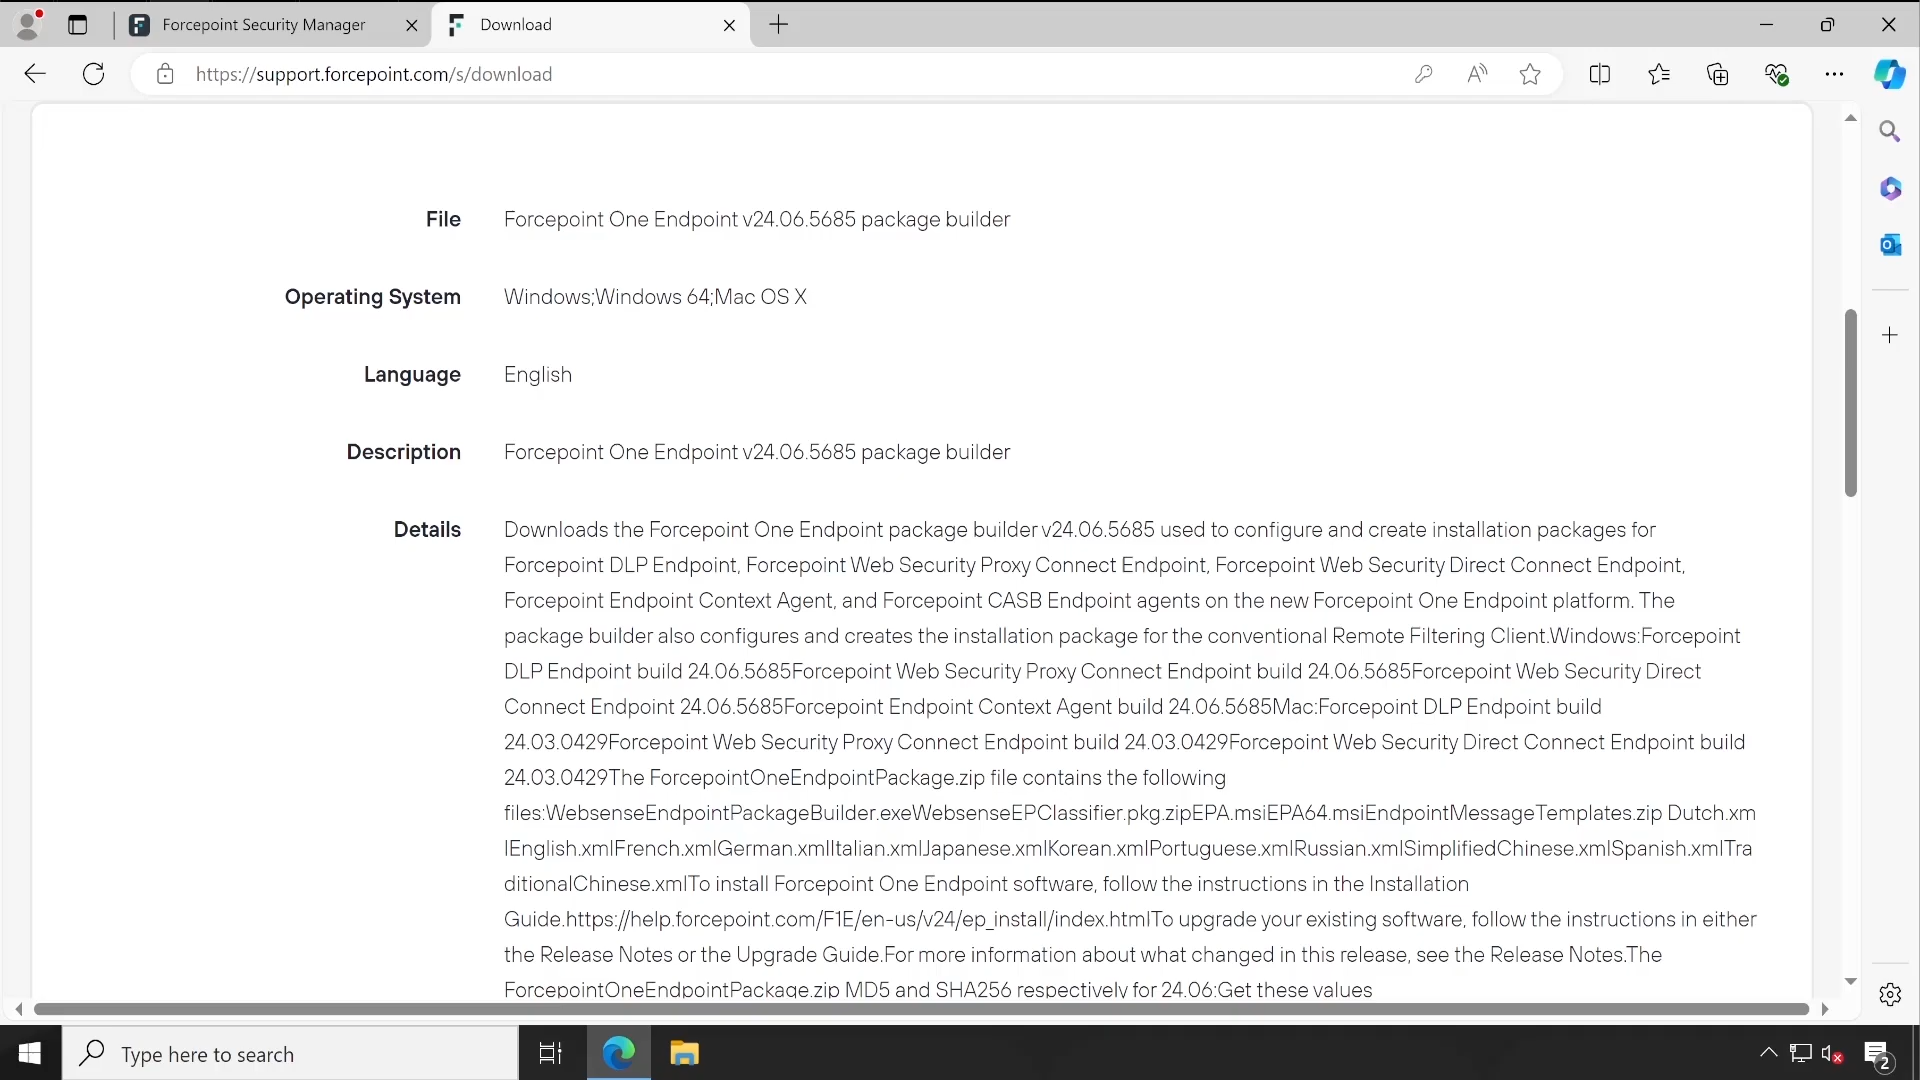 Forcepoint Security Manager
Download
https://support.forcepoint.com/s/download
File
Forcepoint One Endpoint v24.06.5685 package builder
Operating System
Windows;Windows 64;Mac OS X
Language
English
Description
Forcepoint One Endpoint v24.06.5685 package builder
Details
Downloads the Forcepoint One Endpoint package builder v24.06.5685 used to configure and create installation packages for
Forcepoint DLP Endpoint, Forcepoint Web Security Proxy Connect Endpoint, Forcepoint Web Security Direct Connect Endpoint,
Forcepoint Endpoint Context Agent, and Forcepoint CASB Endpoint agents on the new Forcepoint One Endpoint platform. The
package builder also configures and creates the installation package for the conventional Remote Filtering Client.Windows:Forcepoint
DLP Endpoint build 24.06.5685Forcepoint Web Security Proxy Connect Endpoint build 24.06.5685Forcepoint Web Security Direct
Connect Endpoint 24.06.5685Forcepoint Endpoint Context Agent build 24.06.5685Mac:Forcepoint DLP Endpoint build
24.03.0429Forcepoint Web Security Proxy Connect Endpoint build 24.03.0429Forcepoint Web Security Direct Connect Endpoint build
24.03.0429The ForcepointOneEndpointPackage.zip file contains the following
files:WebsenseEndpointPackageBuilder.exeWebsenseEPClassifier.pkg.zipEPA.msiEPA64.msiEndpointMessageTemplates.zip Dutch.xm
lEnglish.xmlFrench.xmlGerman.xmlItalian.xmlJapanese.xmlKorean.xmlPortuguese.xmlRussian.xmlSimplifiedChinese.xmlSpanish.xmlTra
ditionalChinese.xmlTo install Forcepoint One Endpoint software, follow the instructions in the Installation
Guide.https://help.forcepoint.com/F1E/en-us/v24/ep_install/index.htmlTo upgrade your existing software, follow the instructions in either
the Release Notes or the Upgrade Guide.For more information about what changed in this release, see the Release Notes.The
ForcepointOneEndpointPackage.zip MD5 and SHA256 respectively for 24.06:Get these values
Type here to search
2